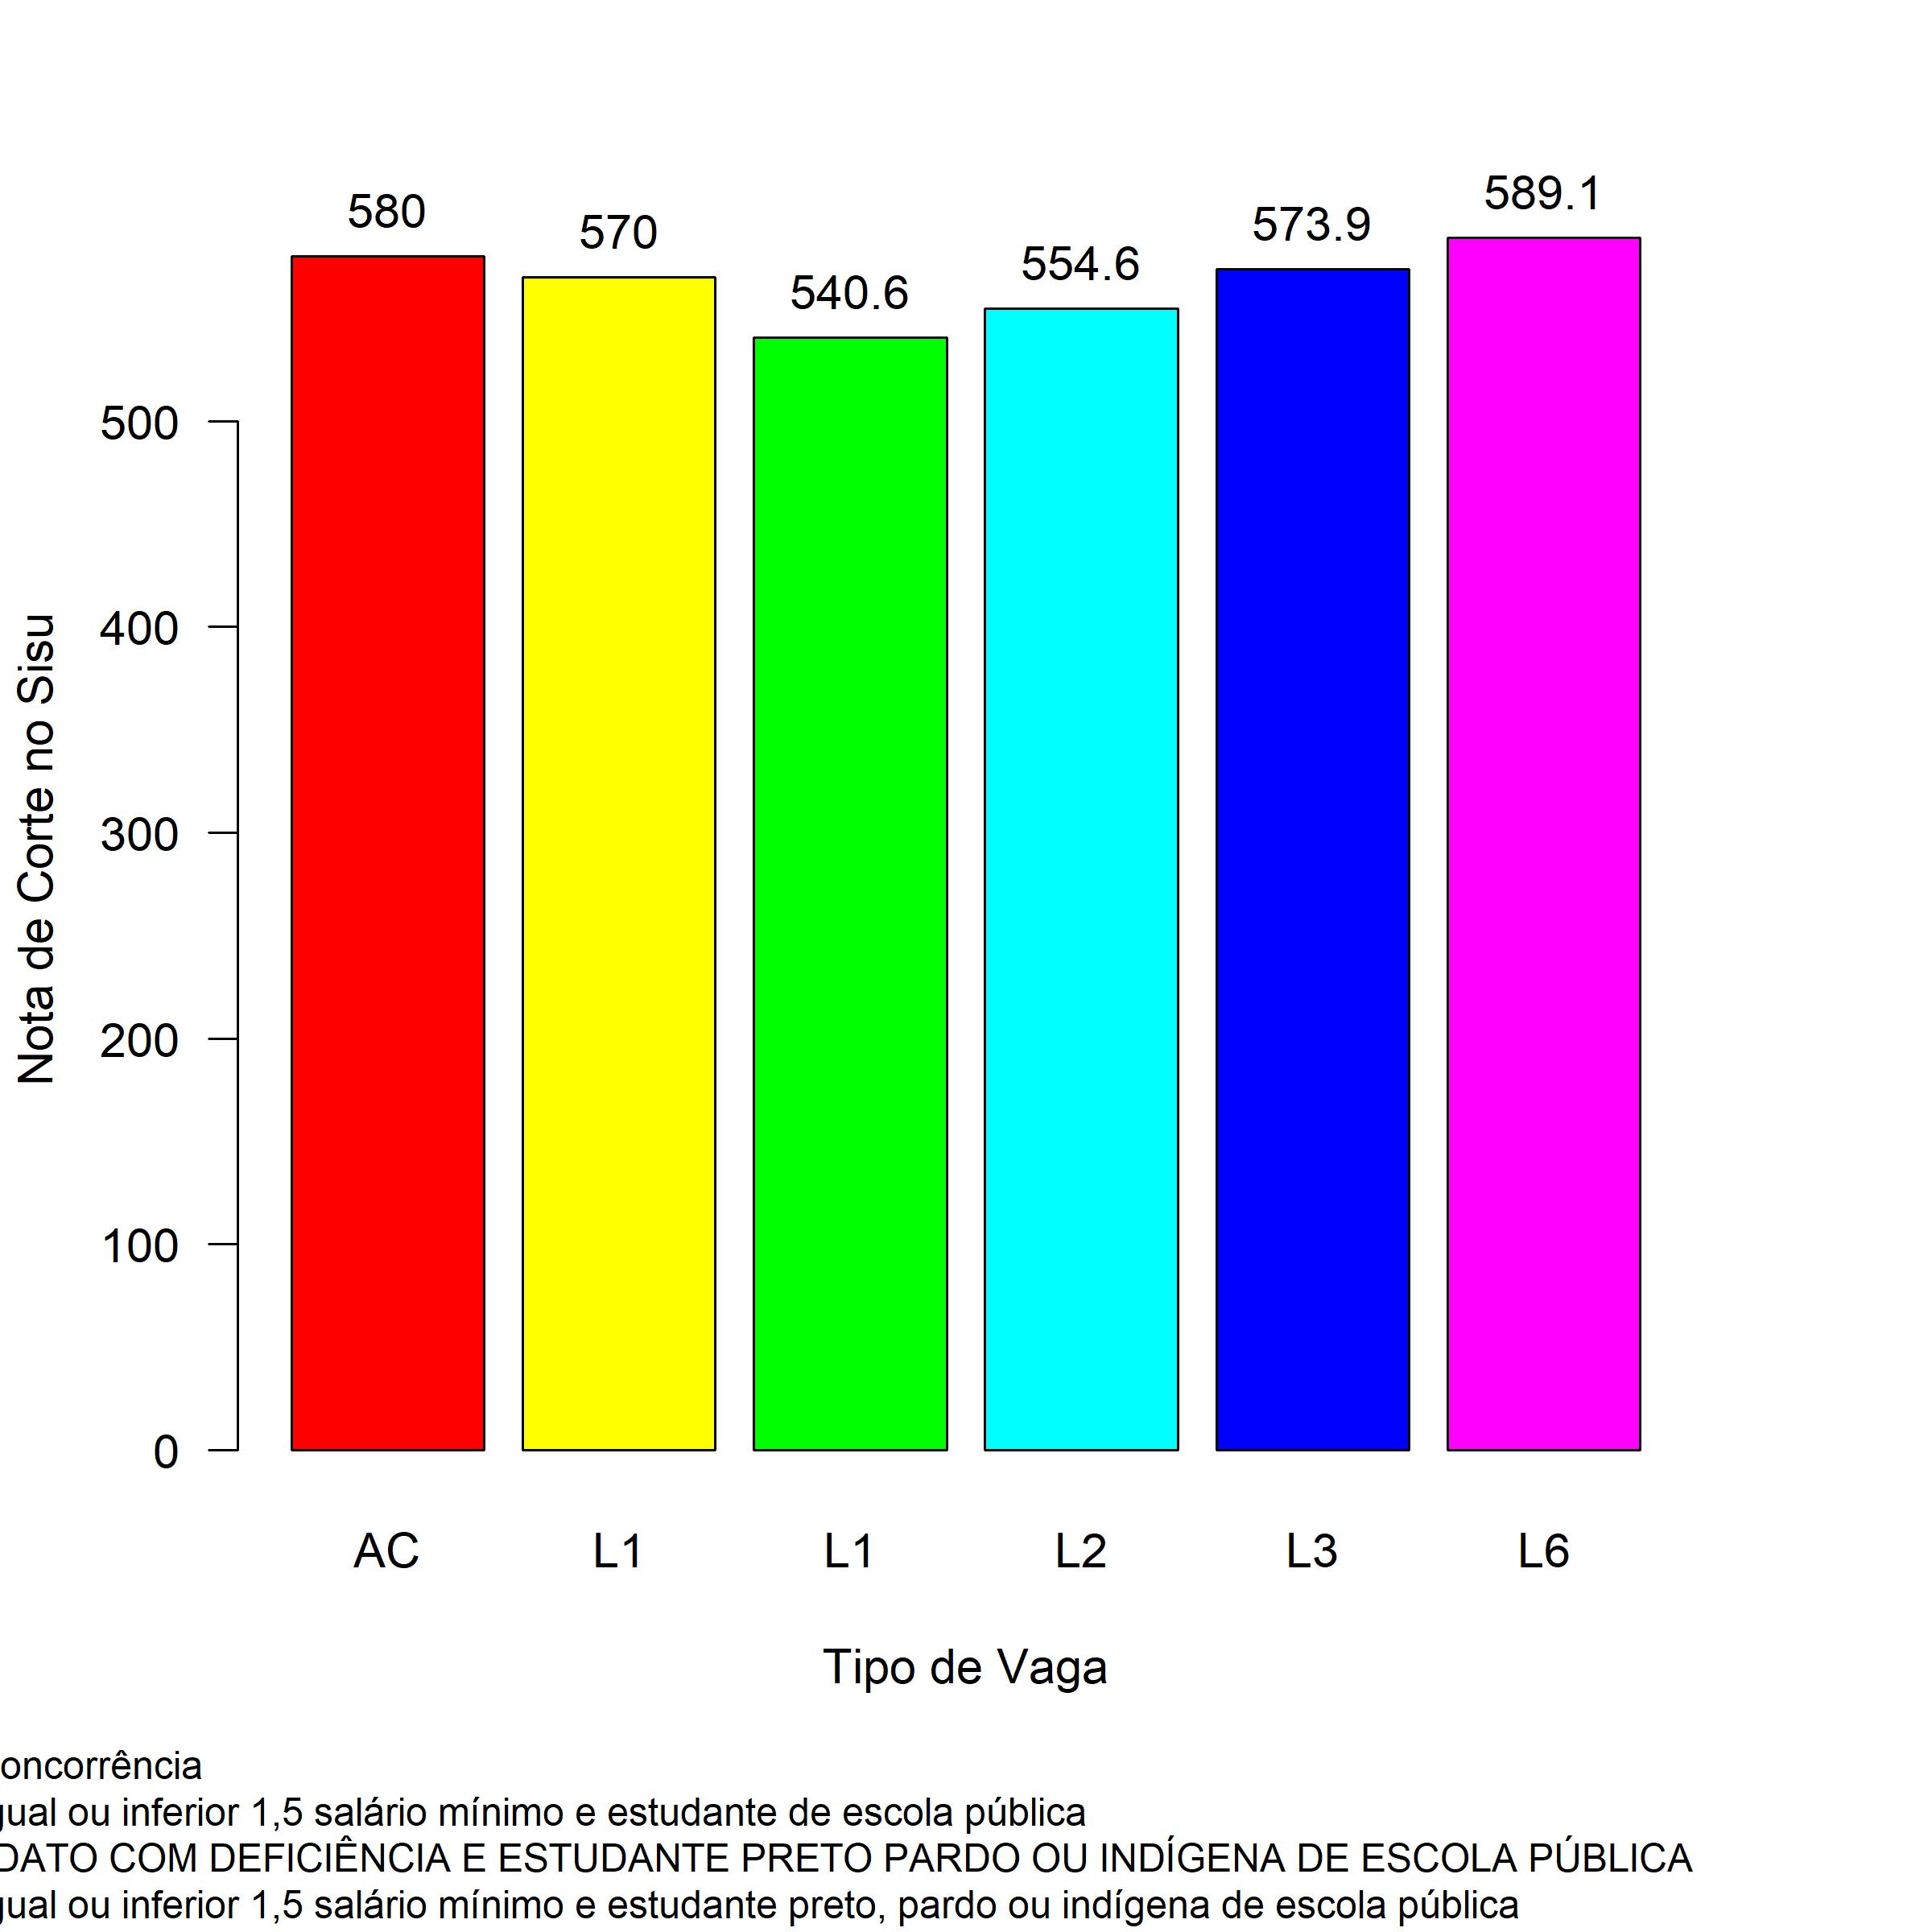 580
570
540.6
554.6
573.9
589.1
500
400
300
200
100
0
Nota de Corte no Sisu
AC L1 L1 L2 L3 L6
Tipo de Vaga
oncorrência
gual ou inferior 1,5 salário mínimo e estudante de escola pública
DATO COM DEFICIÊNCIA E ESTUDANTE PRETO PARDO OU INDÍGENA DE ESCOLA PÚBLICA
gual ou inferior 1,5 salário mínimo e estudante preto, pardo ou indígena de escola pública